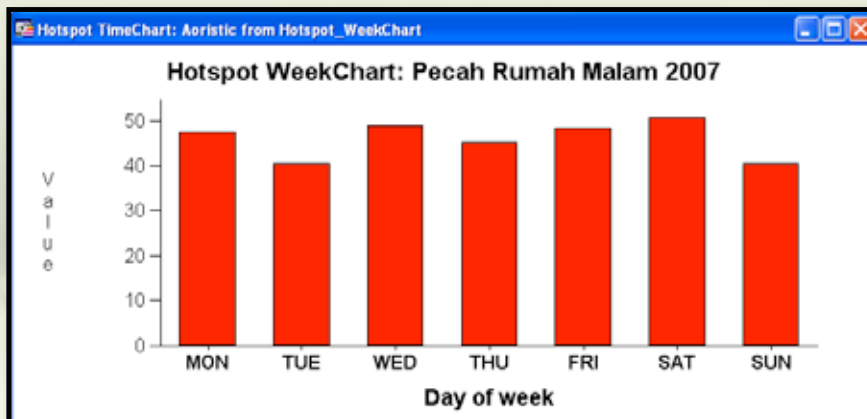 Hotspot TimeChart: Aoristic from Hotspot_WeekChart
Hotspot WeekChart: Pecah Rumah Malam 2007
Value
50
40
30
20
10
0
MON TUE WED THU FRI SAT SUN
Day of week